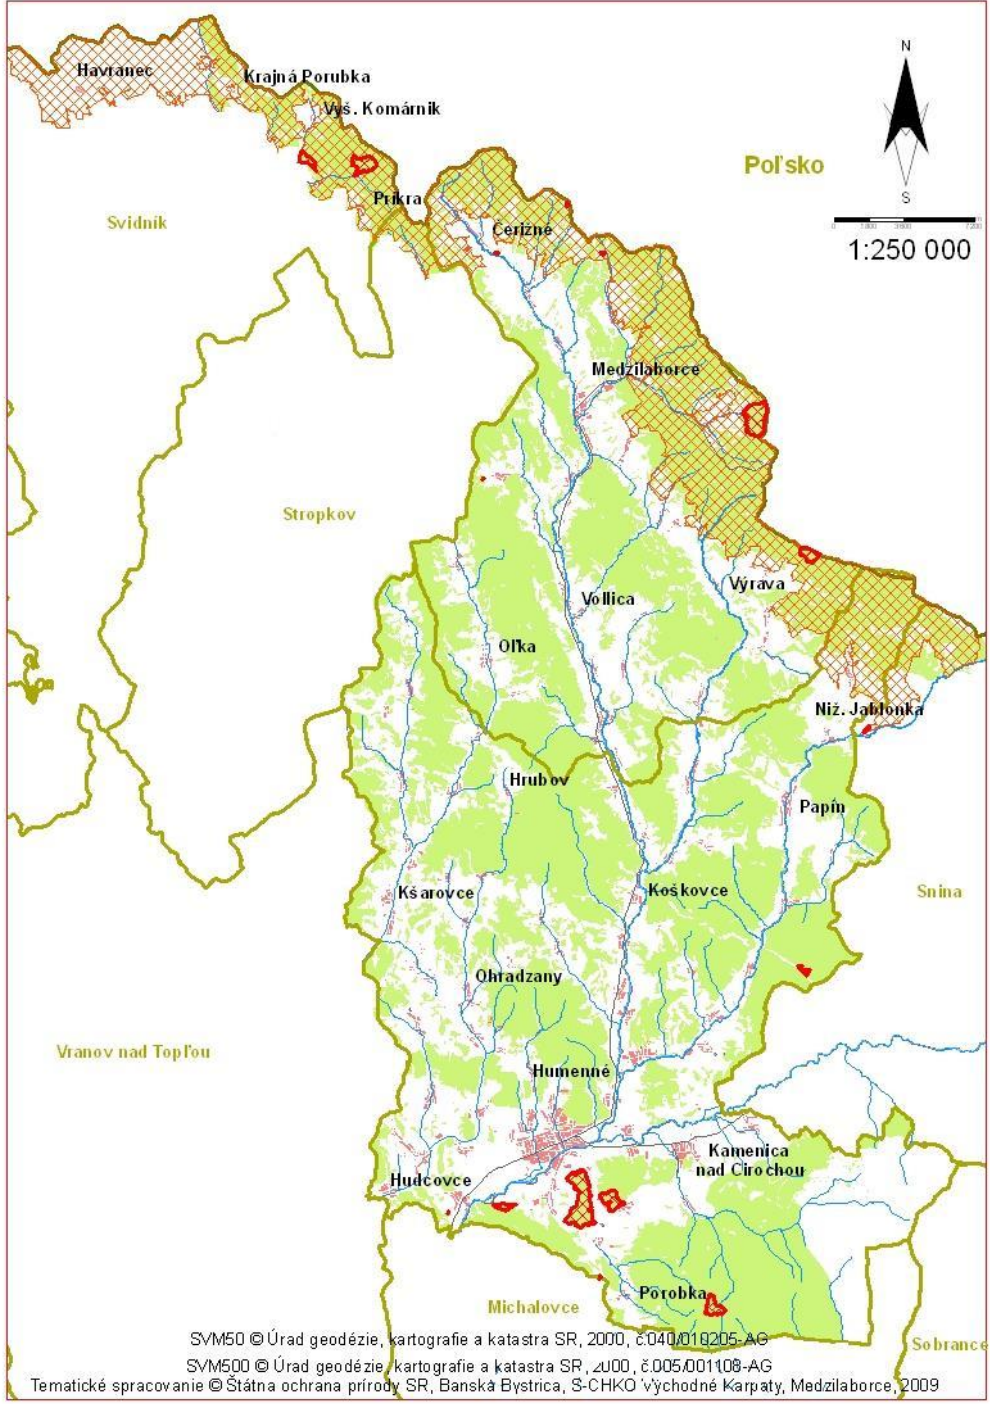 Havranec
Krajná Porubka
Vyš. Komárnik
N
Poľsko
Príkra
S
Svidník
Čerižné
1:250 000
Medzilaborce
Stropkov
Výrava
Vollica
Oľka
Niž. Jablonka
Hrubov
Papín
Kšarovce
Koškovce
Snina
Ohradzany
Vranov nad Topľou
Humenné
Kamenica
nad Cirochou
Hudcovce
Porobka
Michalovce
SVM50 © Úrad geodézie, kartografie a katastra SR, 2000, č.040/010205-AG
Sobrance
SVM500 © Úrad geodézie, kartografie a katastra SR, 2000, č.005/001108-AG
Tematické spracovanie © Štátna ochrana prírody SR, Banská Bystrica, S-CHKO Východné Karpaty, Medzilaborce, 2009